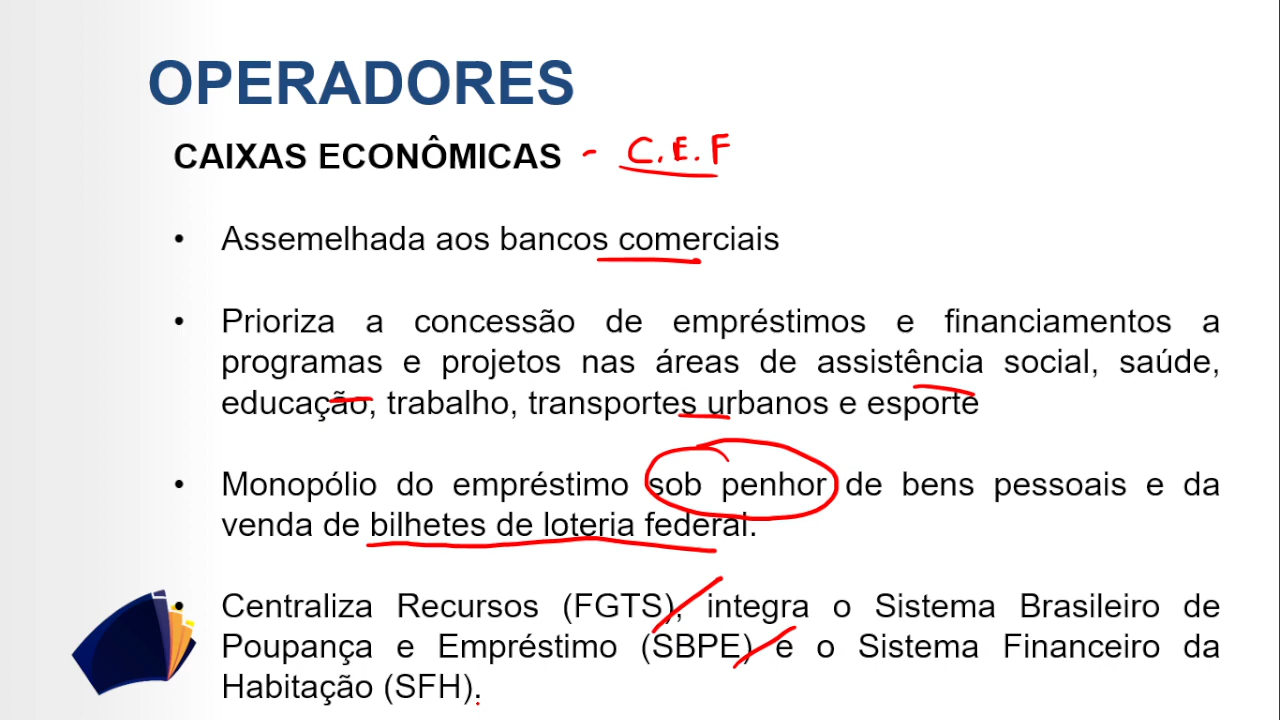 OPERADORES
CAIXAS ECONÔMICAS - C.E.F
• Assemelhada aos bancos comerciais
• Prioriza a concessão de empréstimos e financiamentos a
programas e projetos nas áreas de assistência social, saúde,
educação, trabalho, transportes urbanos e esporte
• Monopólio do empréstimo sob penhor de bens pessoais e da
venda de bilhetes de loteria federal.
• Centraliza Recursos (FGTS), integra o Sistema Brasileiro de
Poupança e Empréstimo (SBPE) e o Sistema Financeiro da
Habitação (SFH).